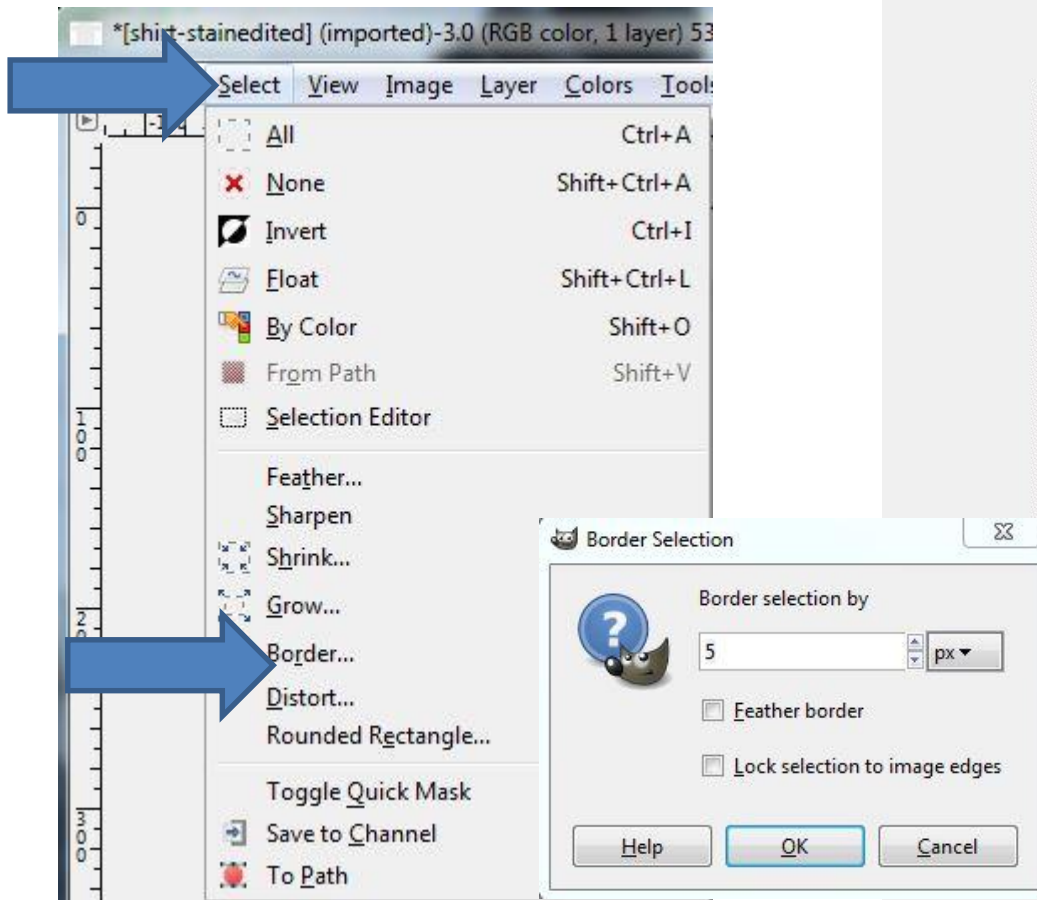 *[shirt-stainedited] (imported)-3.0 (RGB color, 1 layer) 53
Select View Image Layer Colors Tools
All Ctrl+A
None Shift+Ctrl+A
0
Invert Ctrl+I
Float Shift+Ctrl+L
By Color Shift+O
From Path Shift+V
100
Selection Editor
Feather...
Sharpen
Shrink...
Grow...
Border...
Distort...
Rounded Rectangle...
Toggle Quick Mask
300
Save to Channel
To Path
Border Selection
Border selection by
5 px
Feather border
Lock selection to image edges
Help OK Cancel